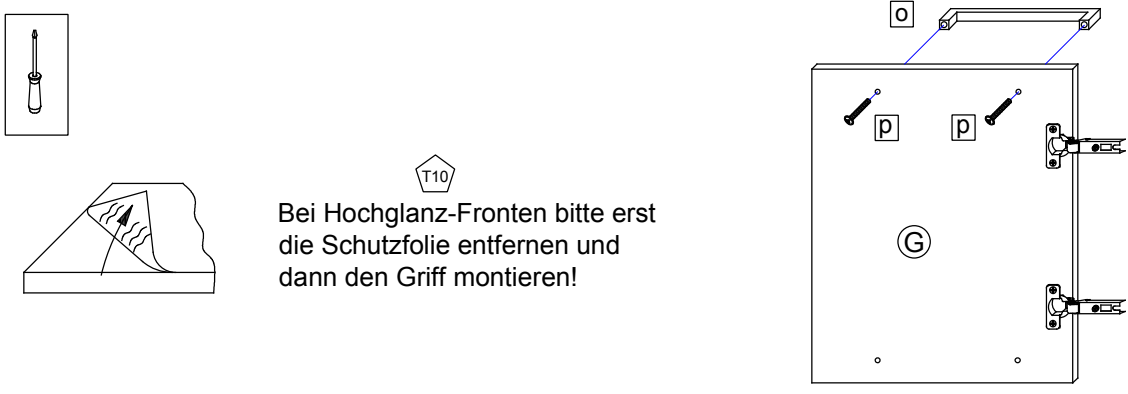 o
p
p
T10
Bei Hochglanz-Fronten bitte erst
die Schutzfolie entfernen und
dann den Griff montieren!
G